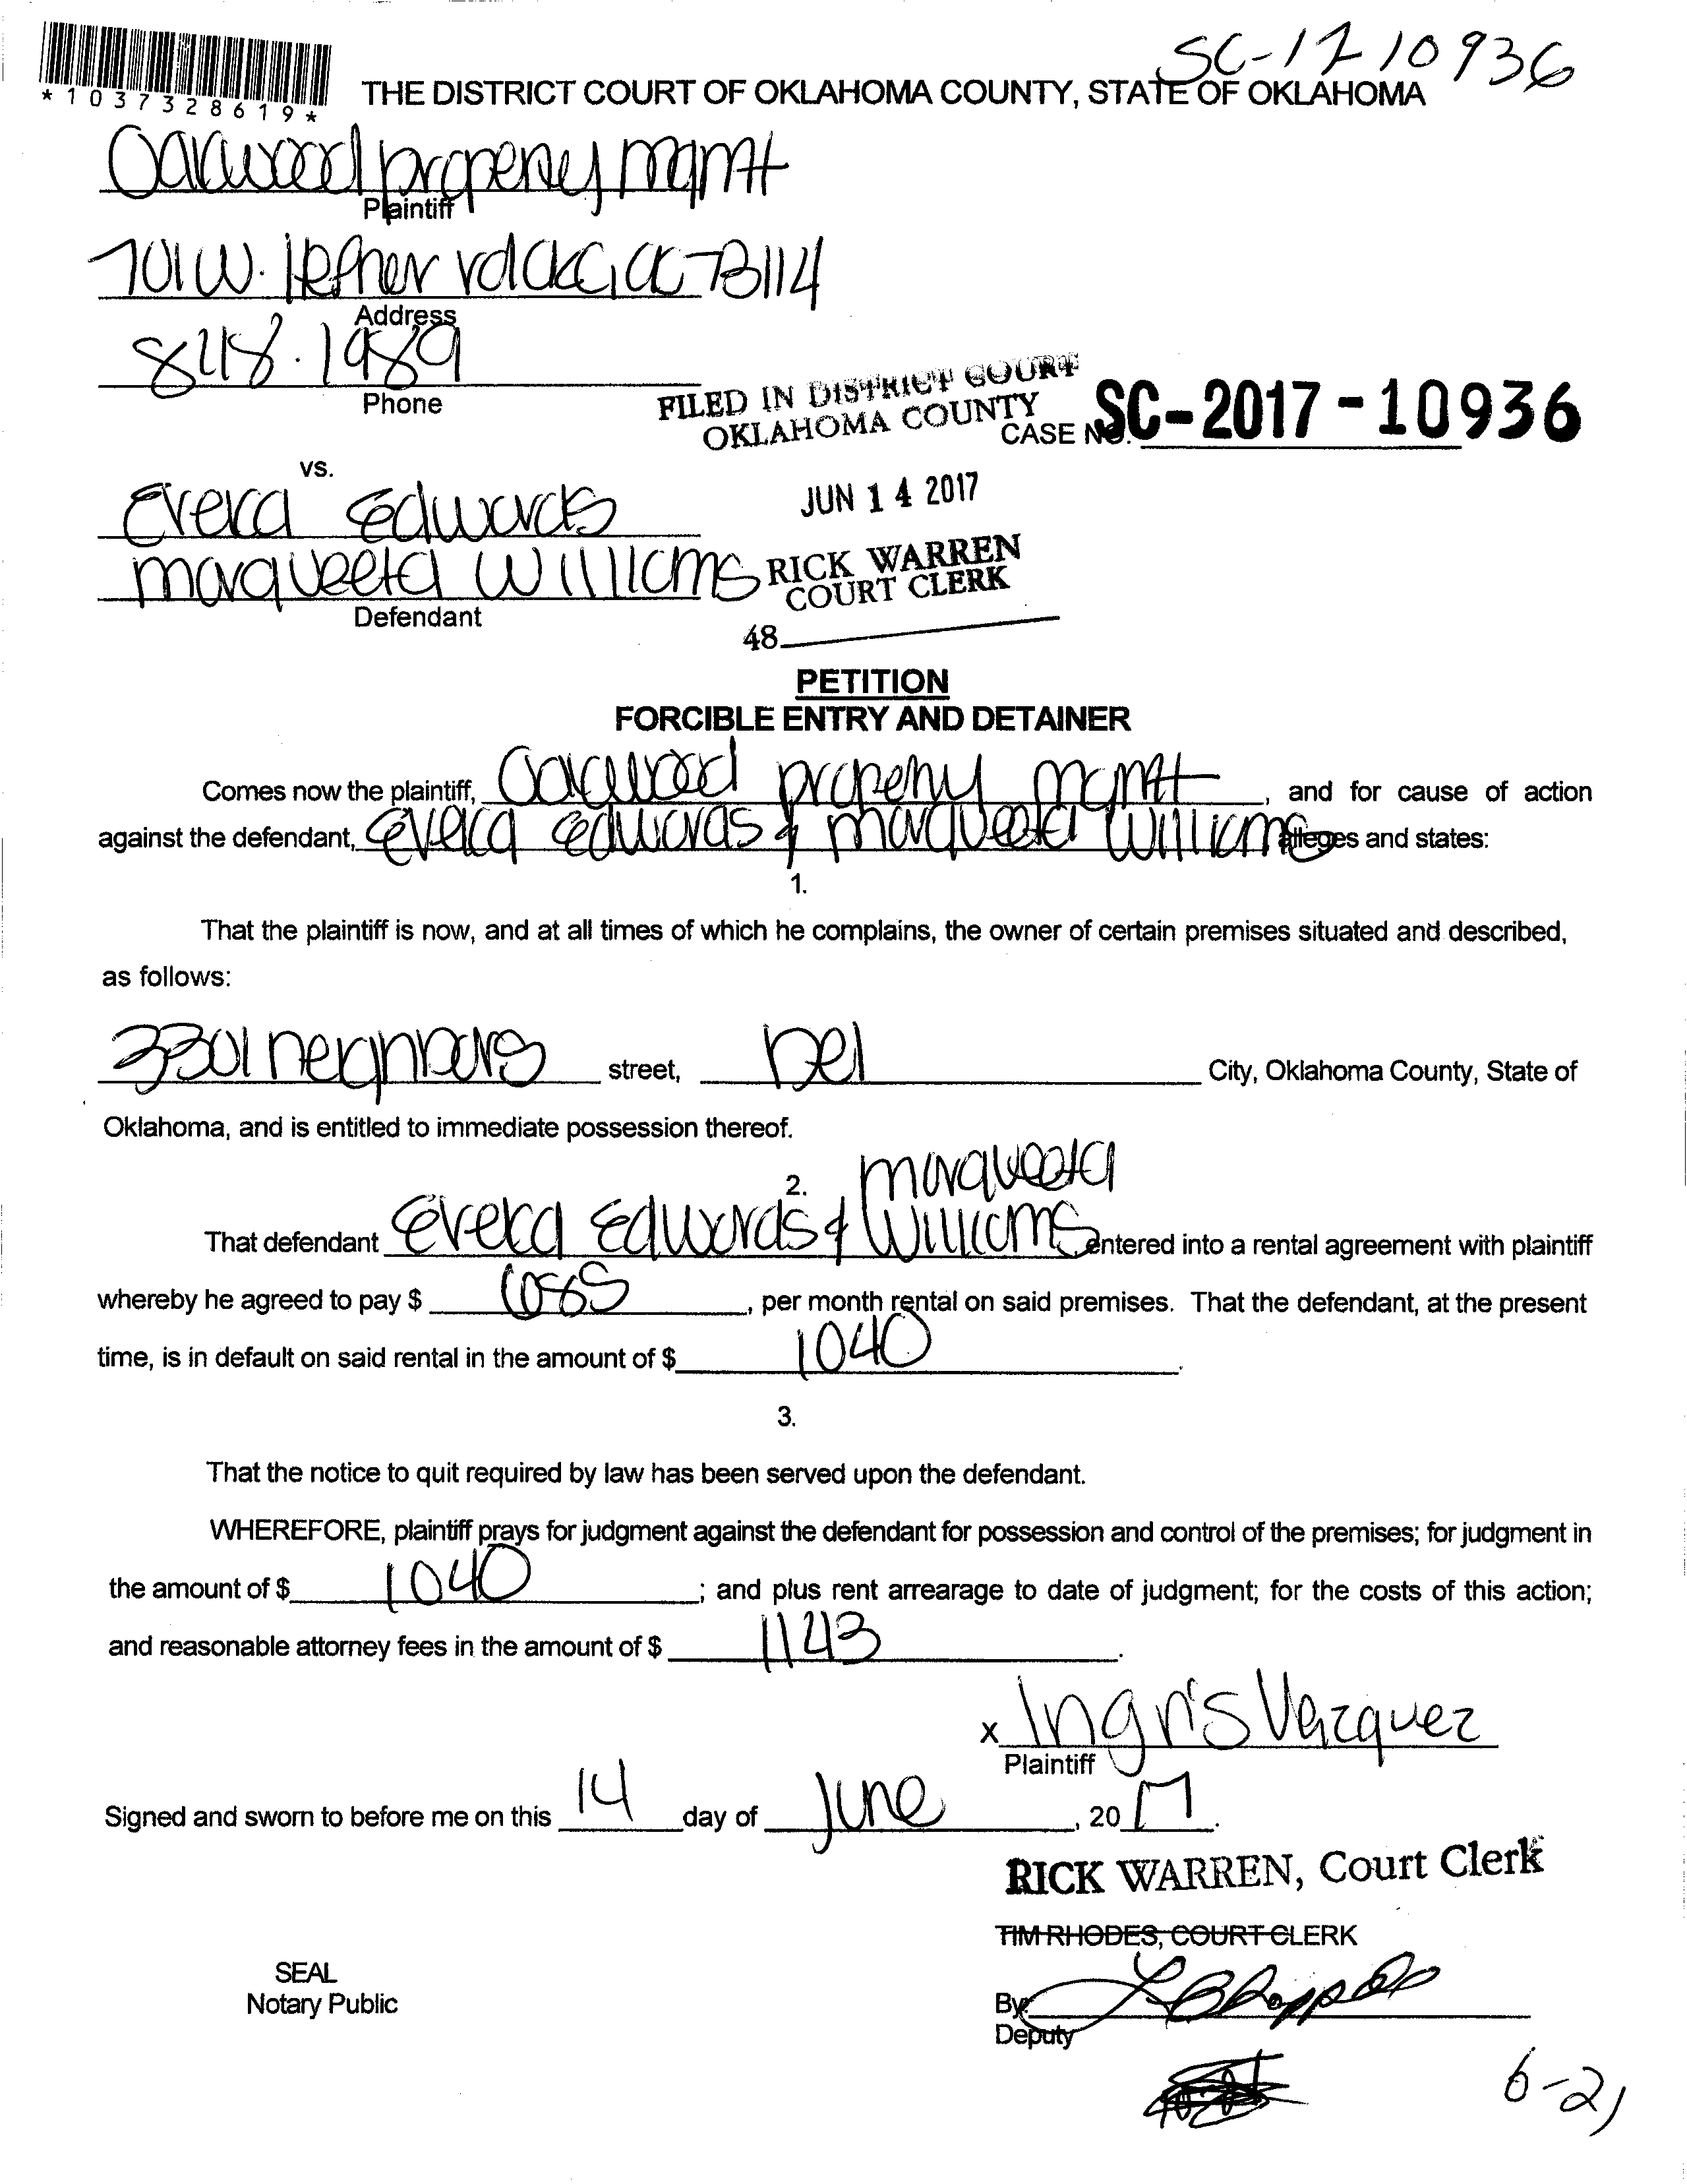 SC-17 10936
*1037328619*
THE DISTRICT COURT OF OKLAHOMA COUNTY, STATE OF OKLAHOMA
Oakwood property mgmt
Plaintiff
701 W. Hefner rd OKC, OK 73114
Address
848.1989
Phone
FILED IN DISTRICT COURT
OKLAHOMA COUNTY
CASE NO. SC-2017-10936
vs.
JUN 14 2017
Edwards
marqueeta Williams
RICK WARREN
COURT CLERK
Defendant
48
PETITION
FORCIBLE ENTRY AND DETAINER
Comes now the plaintiff, Oakwood property mgmt, and for cause of action
against the defendant, Edwards & marqueeta Williams alleges and states:
1.
That the plaintiff is now, and at all times of which he complains, the owner of certain premises situated and described,
as follows:
3301 neighbors street, Del City, Oklahoma County, State of
Oklahoma, and is entitled to immediate possession thereof.
2.
That defendant Edwards & marqueeta Williams entered into a rental agreement with plaintiff
whereby he agreed to pay $ , per month rental on said premises. That the defendant, at the present
time, is in default on said rental in the amount of $ 1040.
3.
That the notice to quit required by law has been served upon the defendant.
WHEREFORE, plaintiff prays for judgment against the defendant for possession and control of the premises; for judgment in
the amount of $ 1040; and plus rent arrearage to date of judgment; for the costs of this action;
and reasonable attorney fees in the amount of $ 1143.
x Ingris Vazquez
Plaintiff
Signed and sworn to before me on this 14 day of June, 20 17.
RICK WARREN, Court Clerk
TIM RHODES, COURT CLERK
SEAL
Notary Public
By:
Deputy
6-21